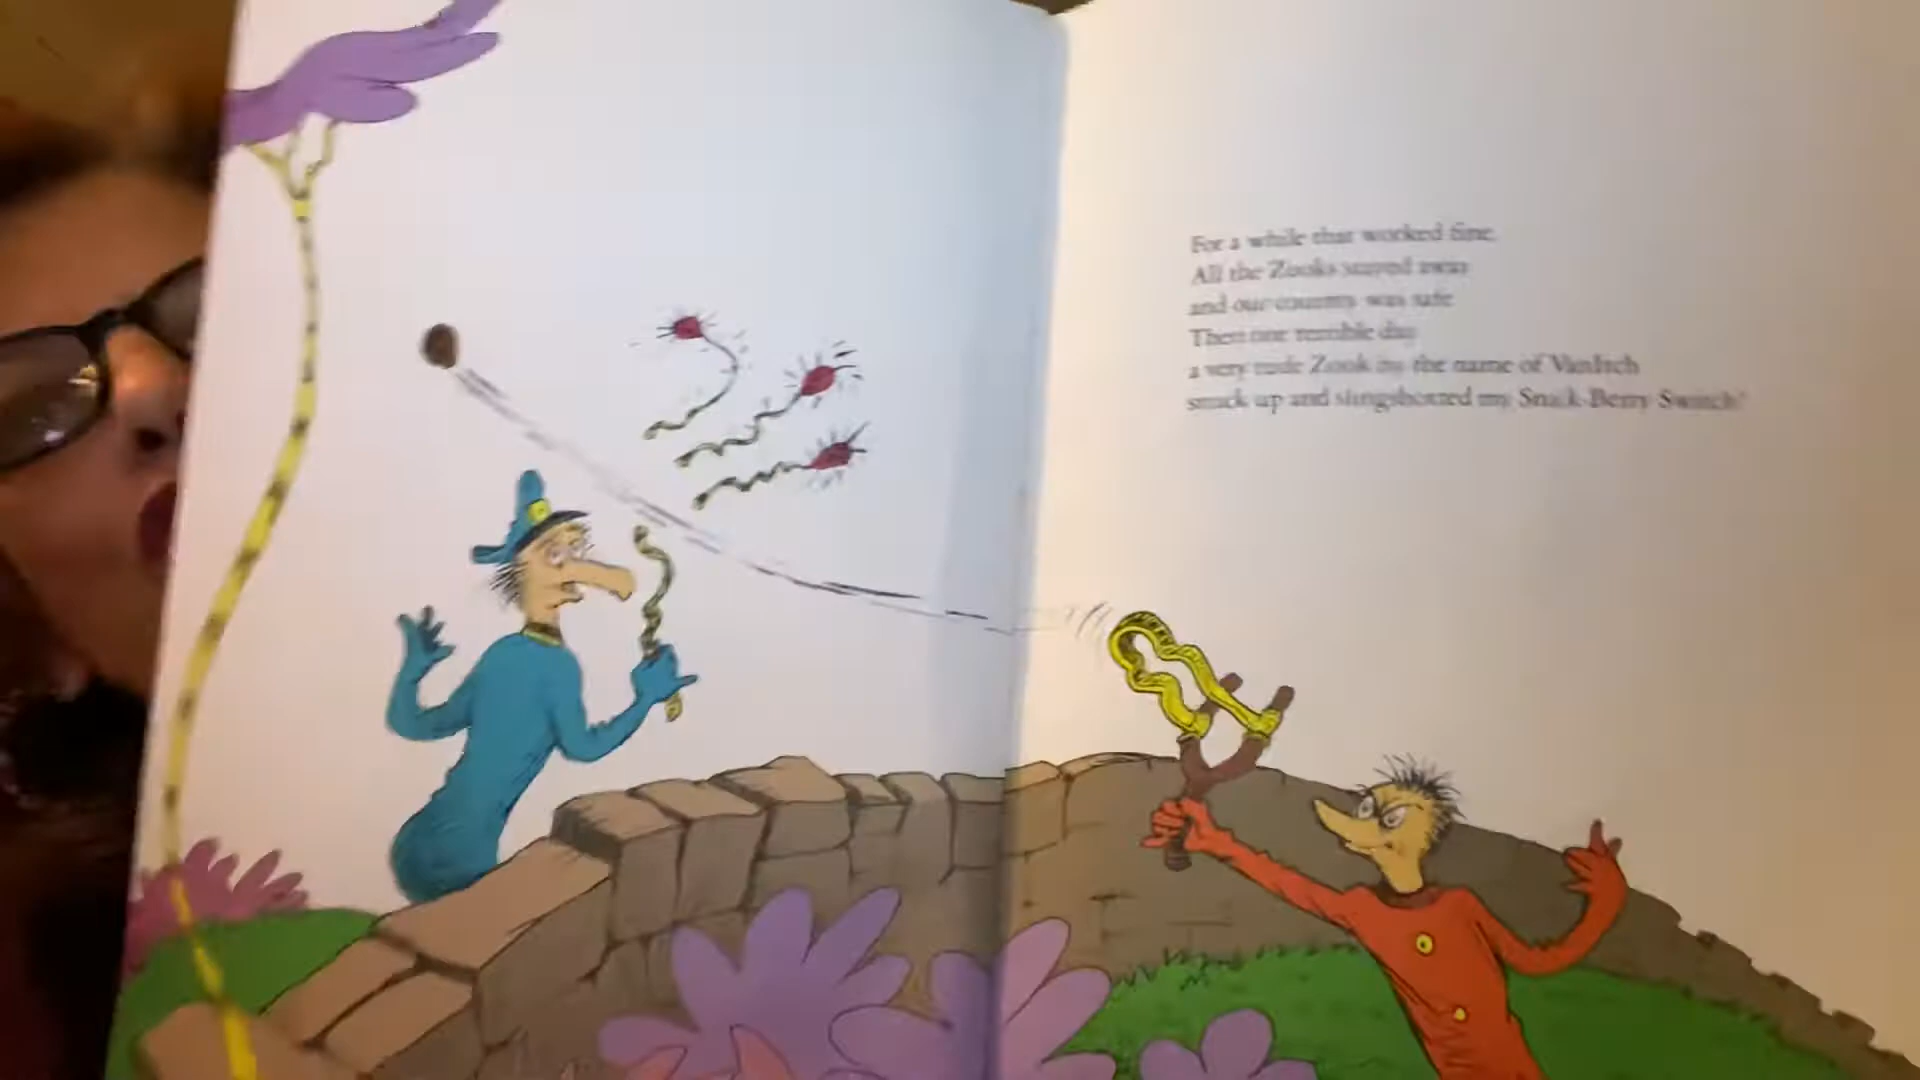 For a while that worked fine.
All the Zooks stayed away
and our country was safe.
Then one terrible day
a very rude Zook by the name of VanItch
snuck up and slingshotted my Snick-Berry Switch!